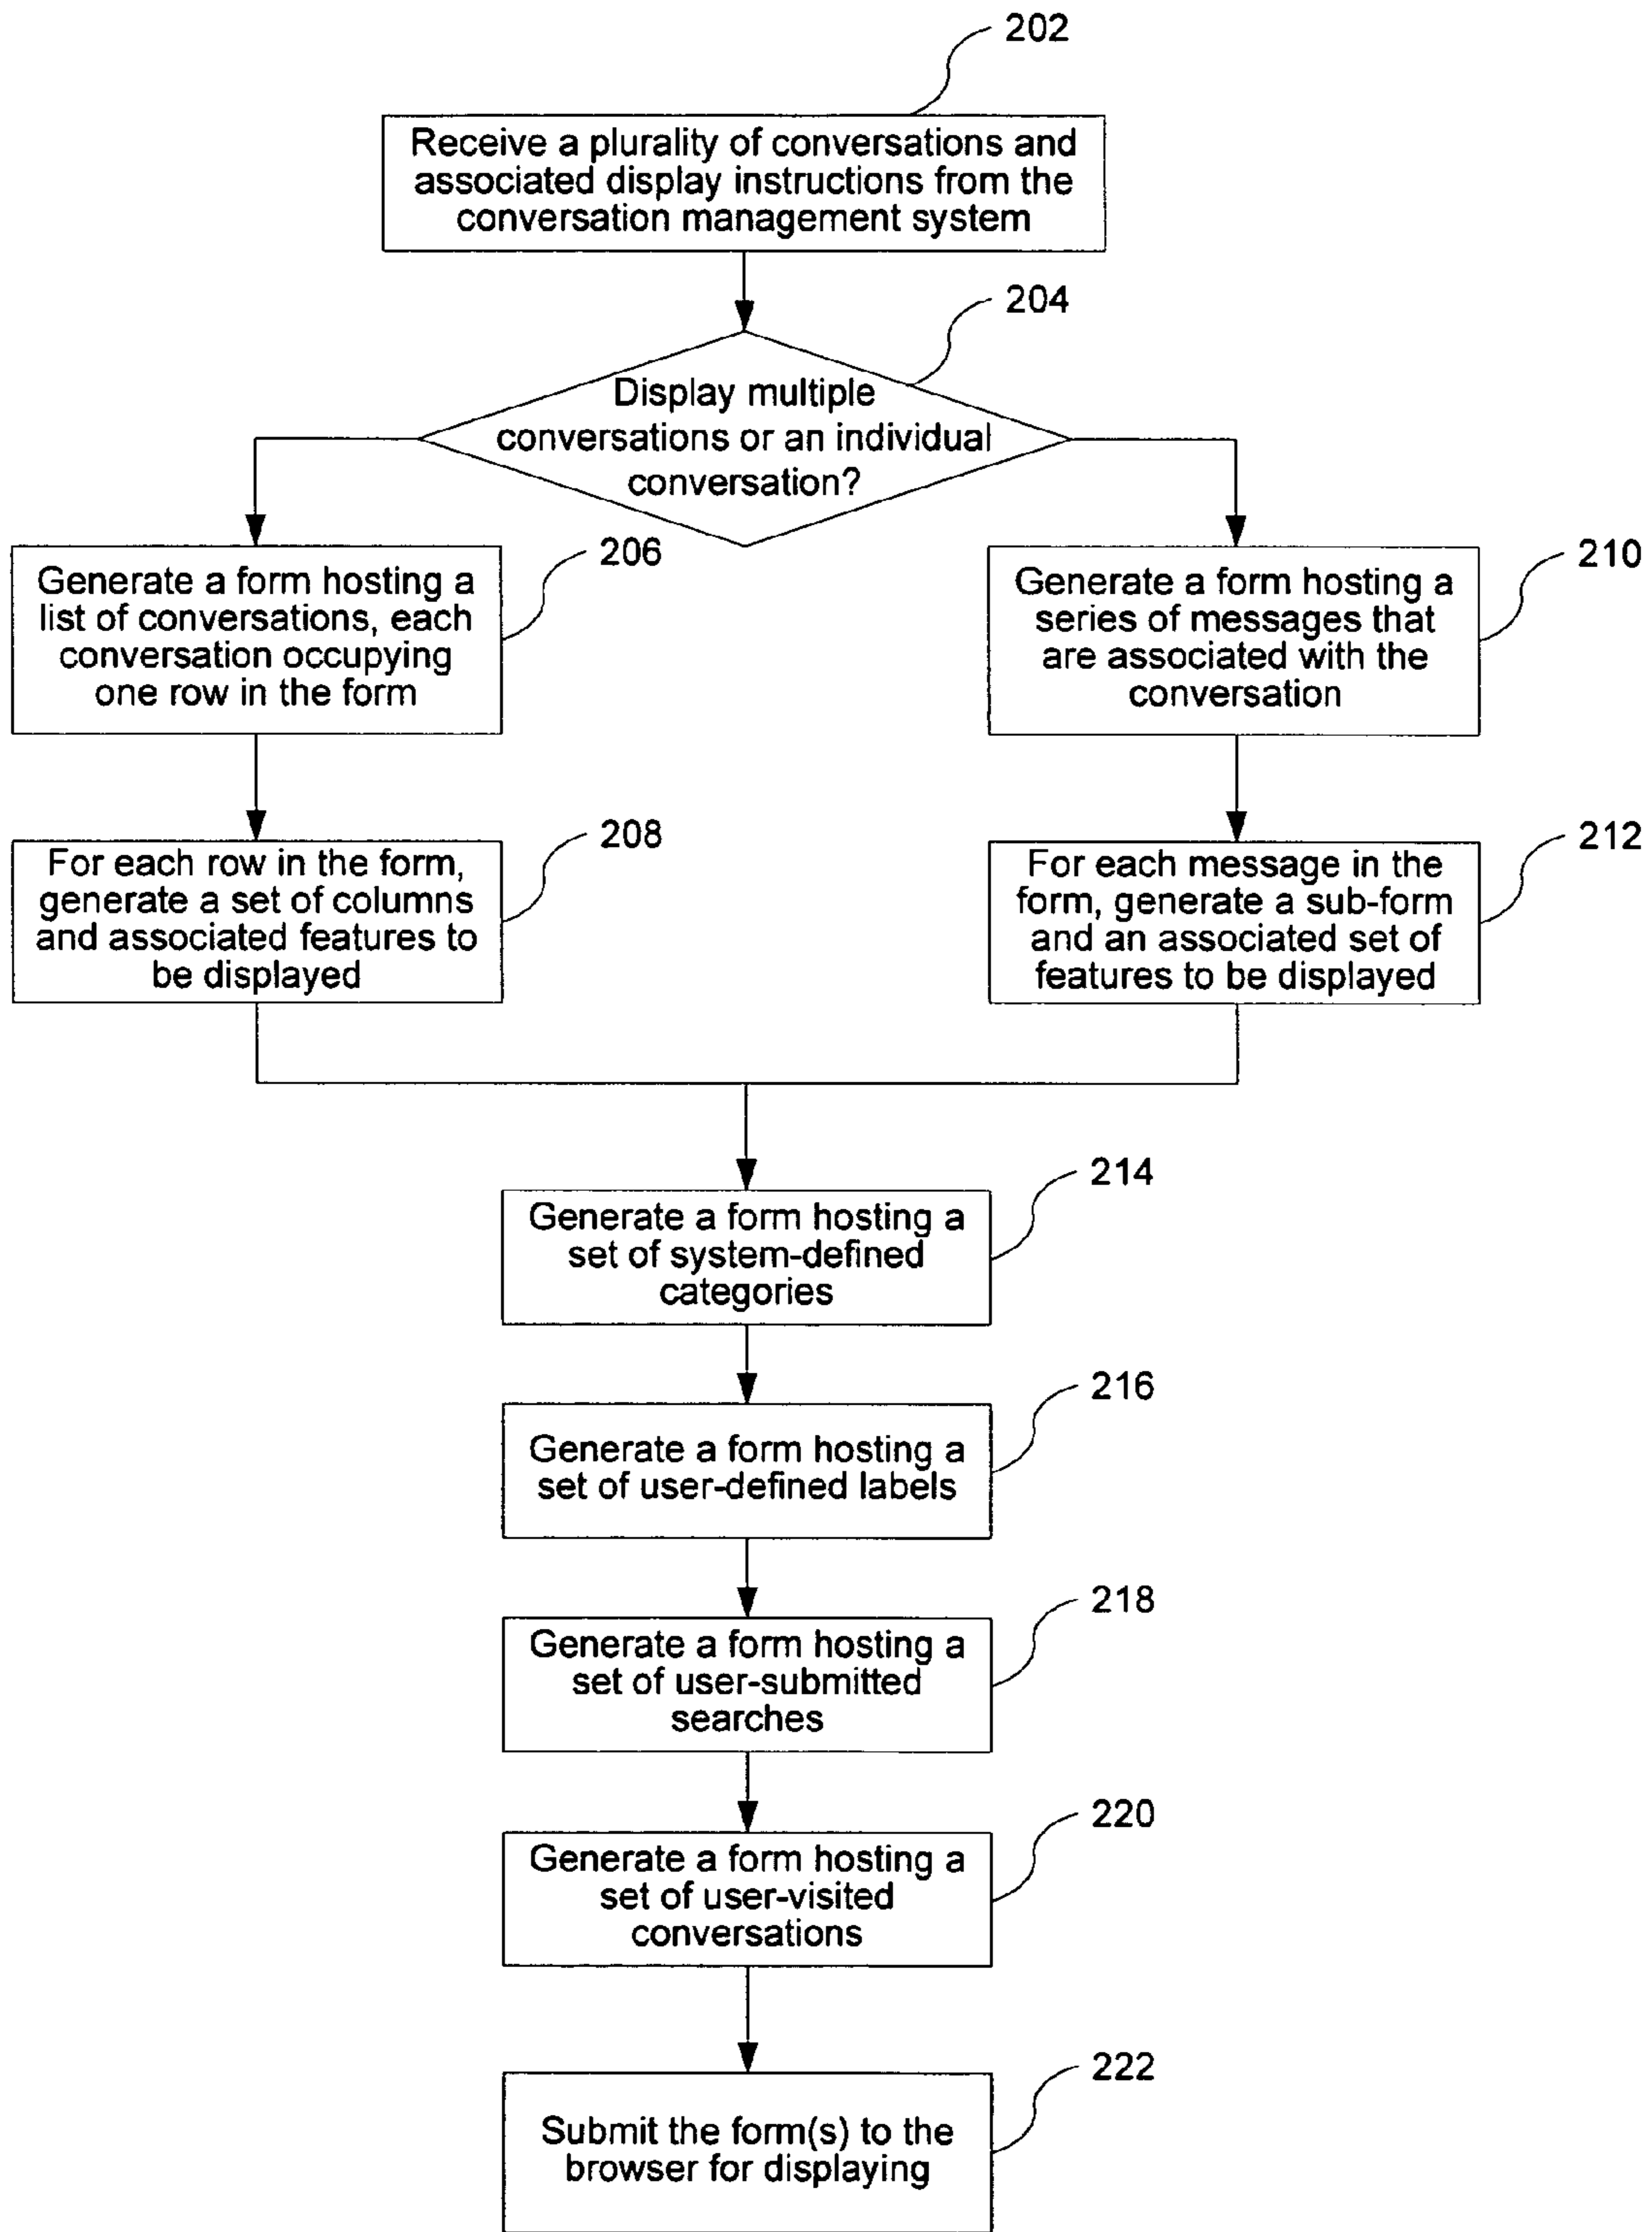 202
Receive a plurality of conversations and
associated display instructions from the
conversation management system
204
Display multiple
conversations or an individual
conversation?
206
Generate a form hosting a
list of conversations, each
conversation occupying
one row in the form
210
Generate a form hosting a
series of messages that
are associated with the
conversation
208
For each row in the form,
generate a set of columns
and associated features to
be displayed
212
For each message in the
form, generate a sub-form
and an associated set of
features to be displayed
214
Generate a form hosting a
set of system-defined
categories
216
Generate a form hosting a
set of user-defined labels
218
Generate a form hosting a
set of user-submitted
searches
220
Generate a form hosting a
set of user-visited
conversations
222
Submit the form(s) to the
browser for displaying